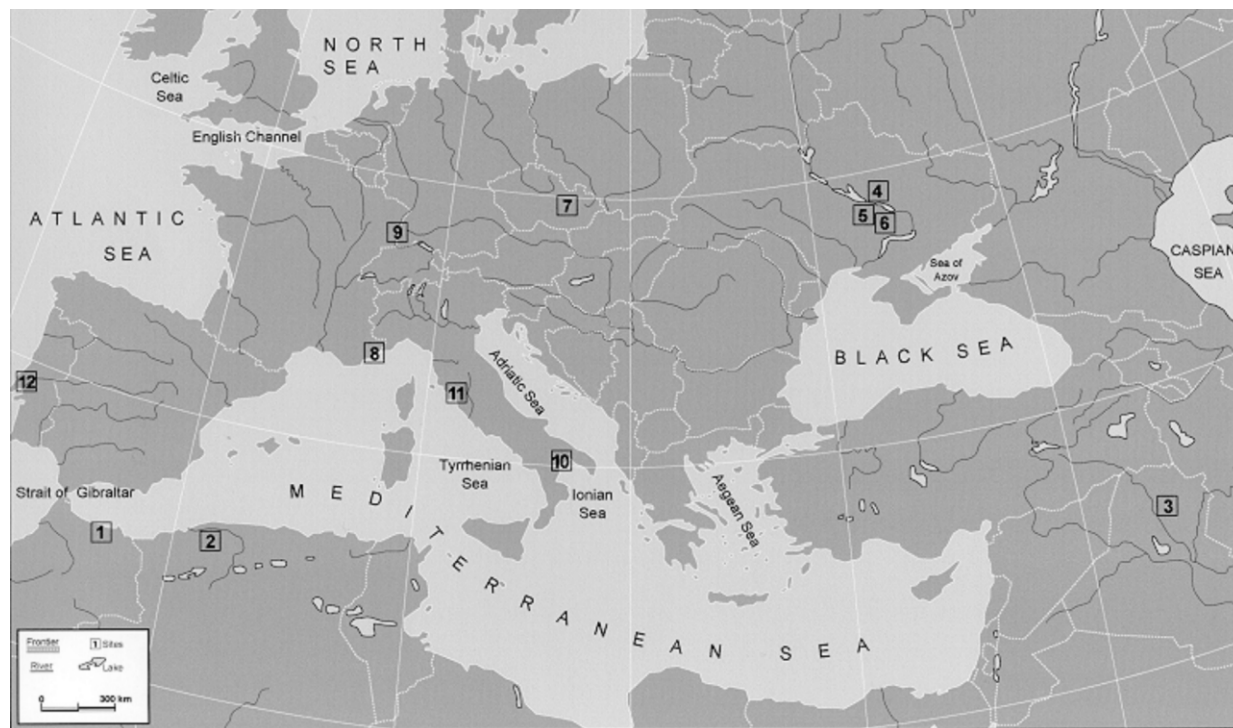 NORTH
SEA
Celtic
Sea
English Channel
ATLANTIC
SEA
4
7
5
6
9
CASPIAN
SEA
Sea of
Azov
BLACK SEA
8
Adriatic Sea
12
11
Tyrrhenian
Sea
10
Ionian
Sea
Aegean Sea
Strait of Gibraltar
MEDITERRANEAN SEA
3
1
2
Frontier
1 Sites
River
Lake
0 300 km